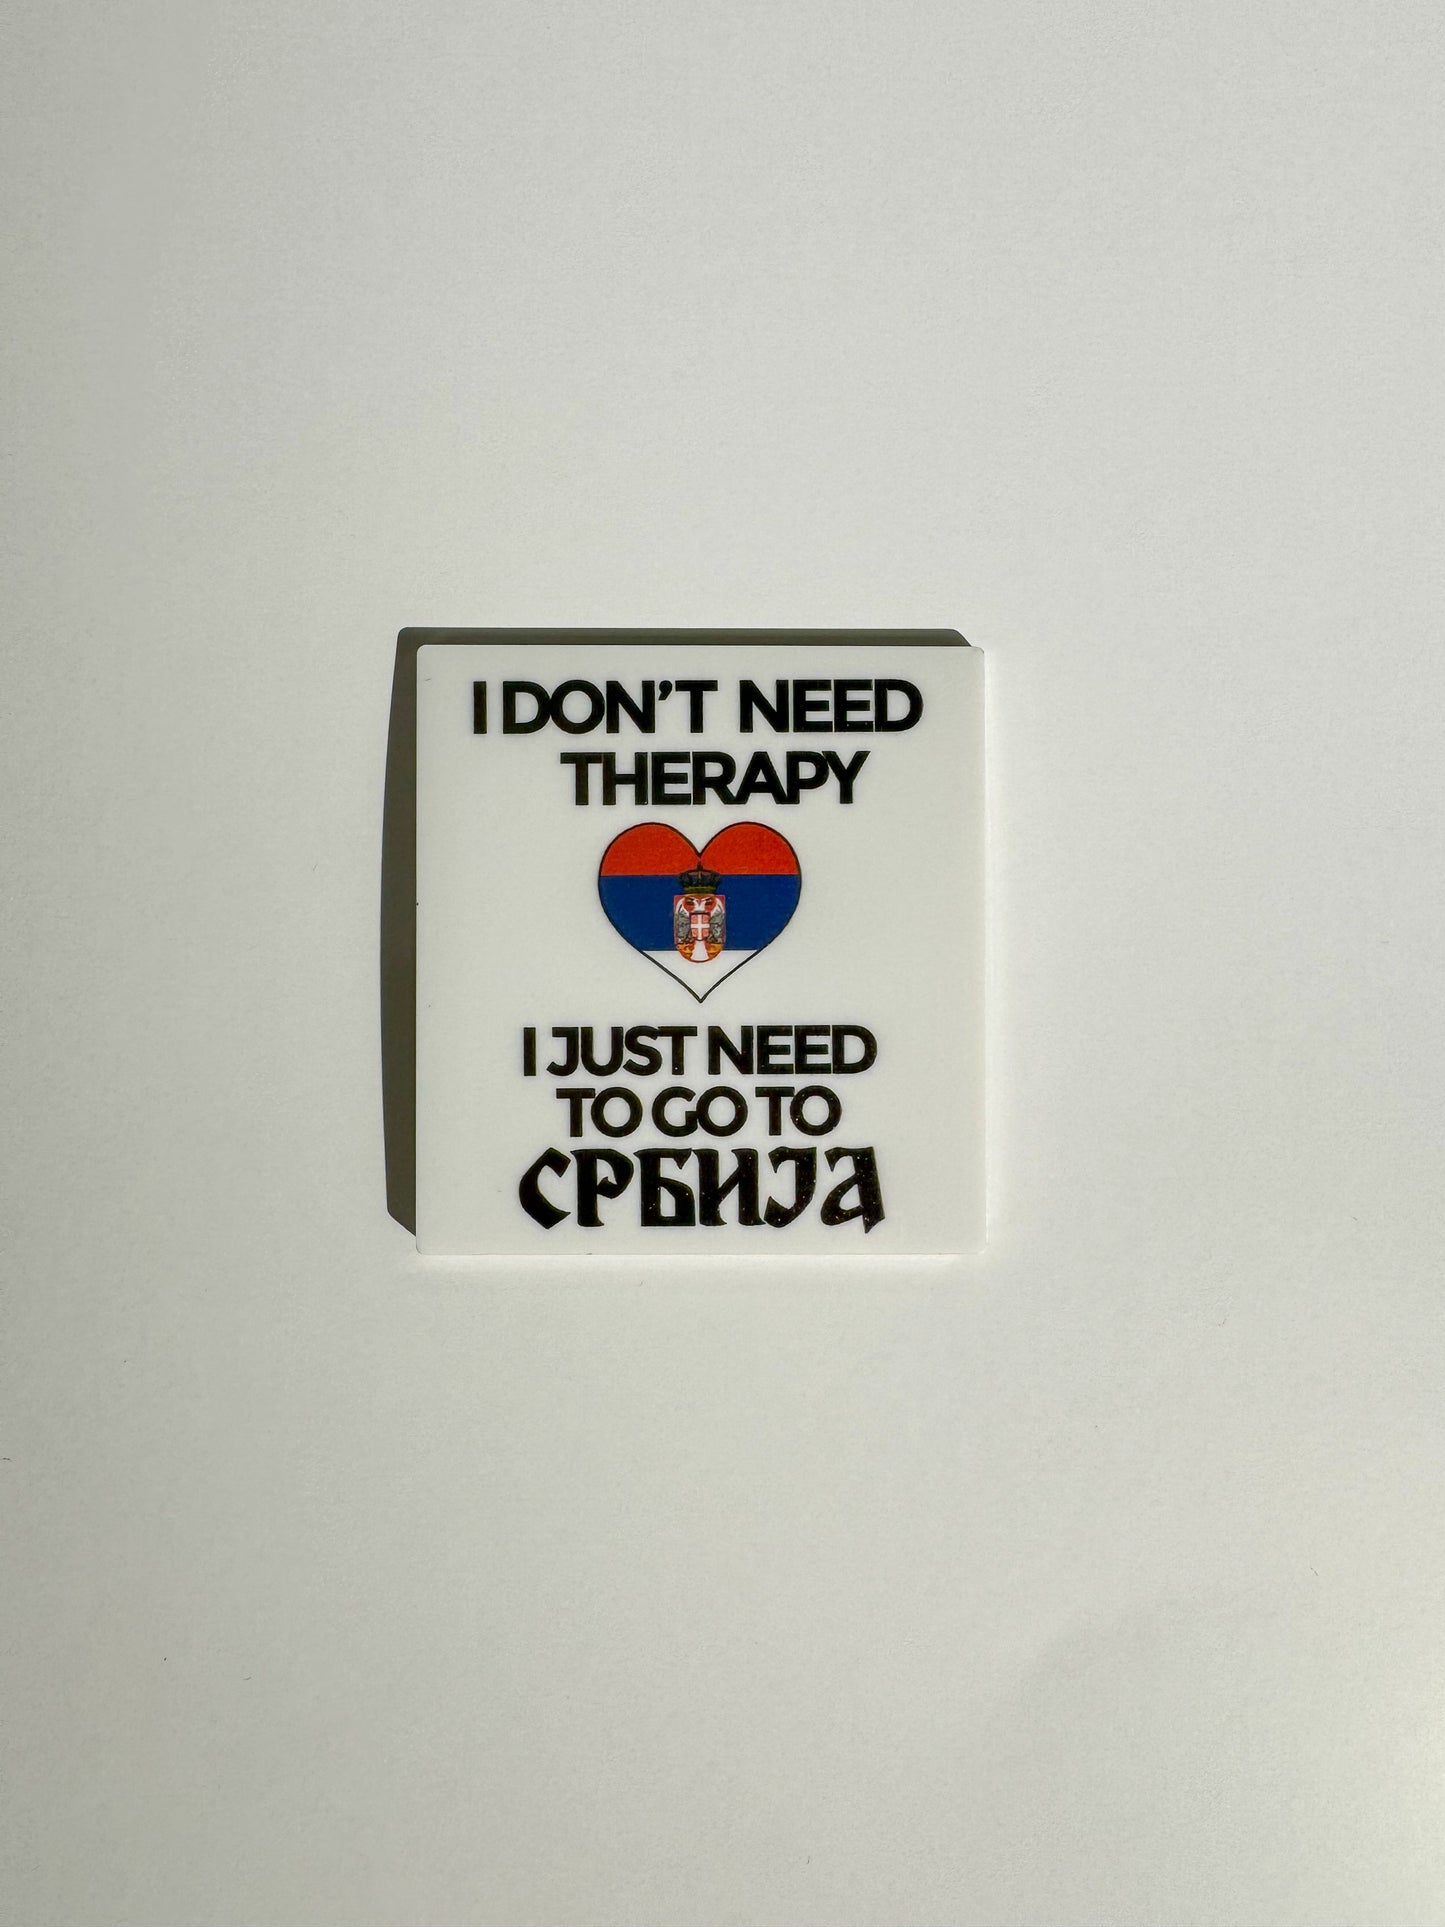 I DON'T NEED
THERAPY
I JUST NEED
TO GO TO
СРБИЈА